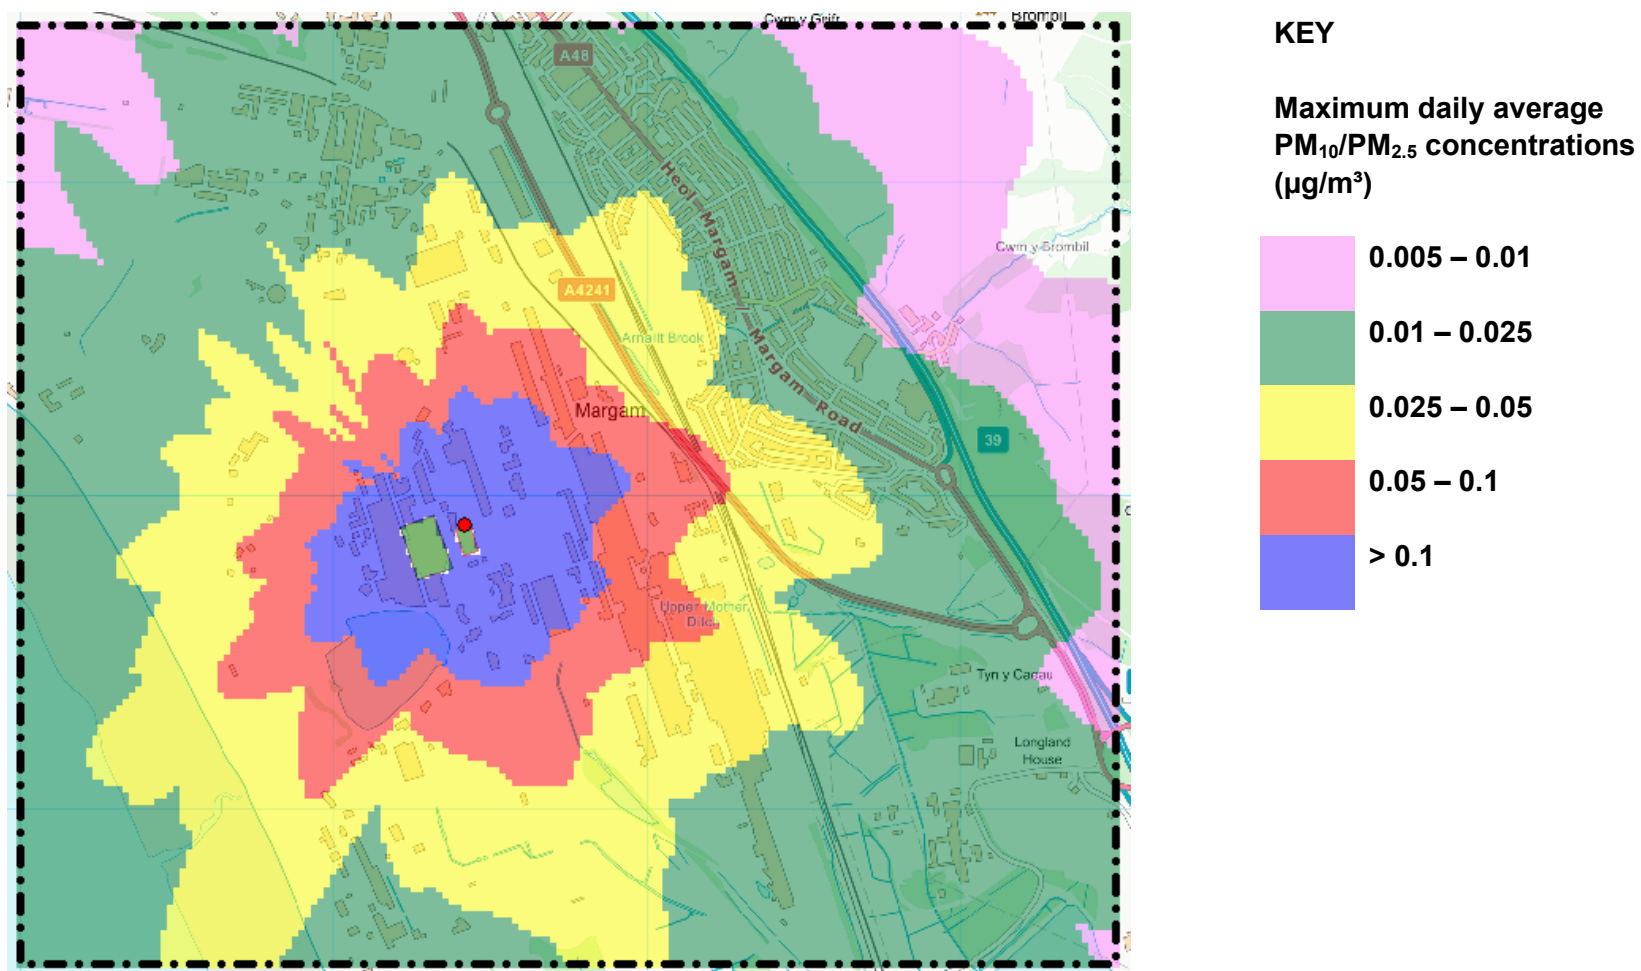 Cwm y Grifr
Brombil
A48
Heol Margam / Margam Road
Cwm y Brombil
A4241
Arnallt Brook
Margam
39
Upper Mother
Ditch
Tyn y Caeau
Longland
House
KEY
Maximum daily average
PM₁₀/PM₂.₅ concentrations
(µg/m³)
0.005 – 0.01
0.01 – 0.025
0.025 – 0.05
0.05 – 0.1
> 0.1